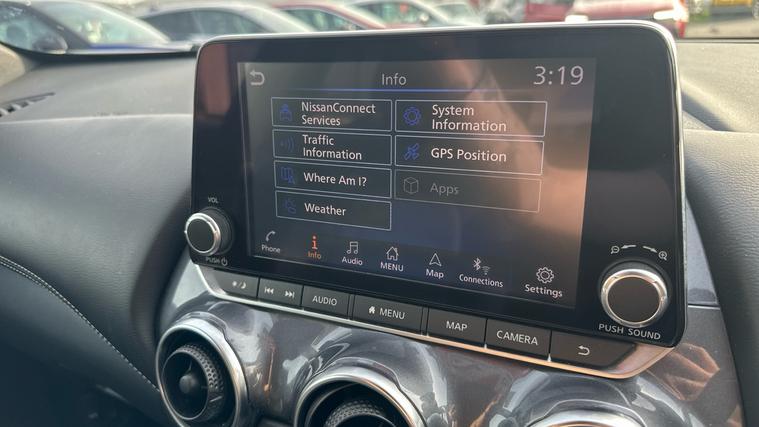 Info
3:19
NissanConnect
Services
System
Information
Traffic
Information
GPS Position
Where Am I?
Apps
Weather
Phone
Info
Audio
MENU
Map
Connections
Settings
VOL
PUSH
PUSH SOUND
AUDIO
MENU
MAP
CAMERA